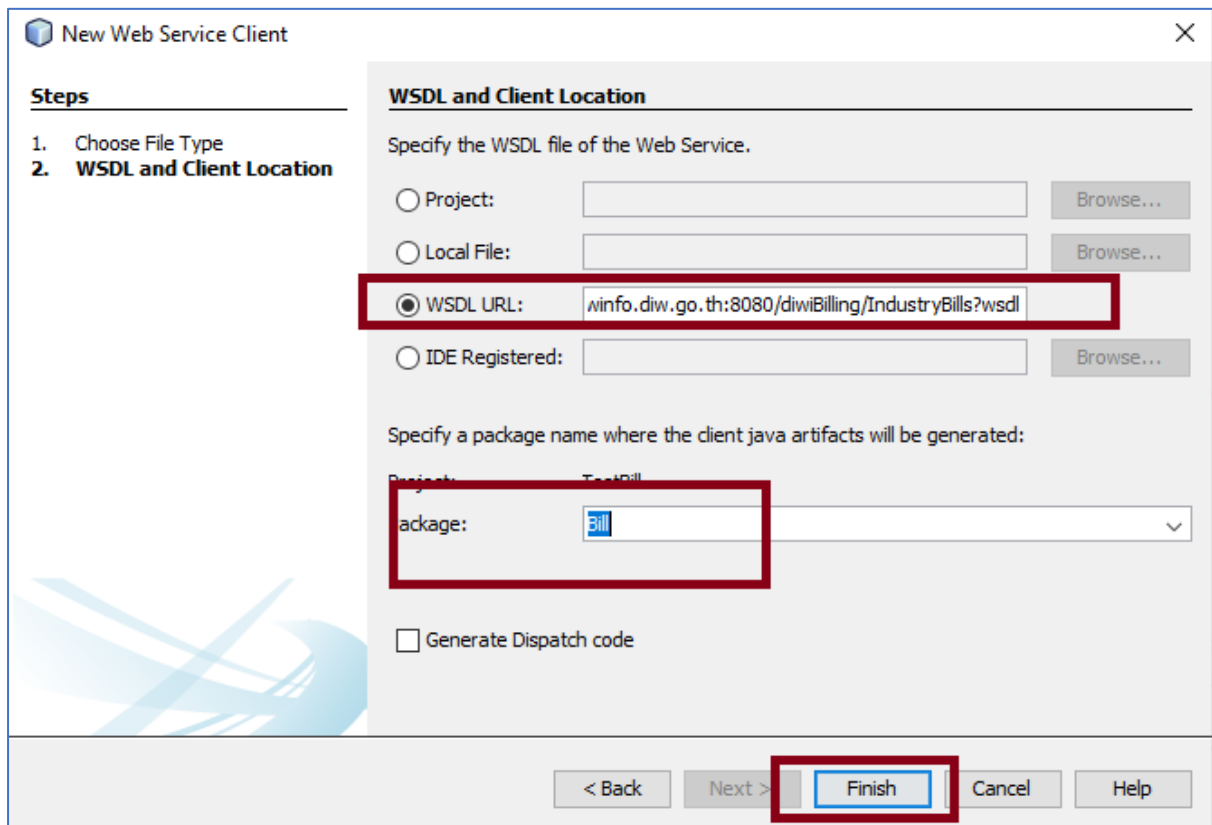 New Web Service Client
Steps
1. Choose File Type
2. WSDL and Client Location
WSDL and Client Location
Specify the WSDL file of the Web Service.
Project: Browse...
Local File: Browse...
WSDL URL: winfo.diw.go.th:8080/diwiBilling/IndustryBills?wsdl
IDE Registered: Browse...
Specify a package name where the client java artifacts will be generated:
Project: TestBill
ackage: Bill
Generate Dispatch code
< Back Next > Finish Cancel Help